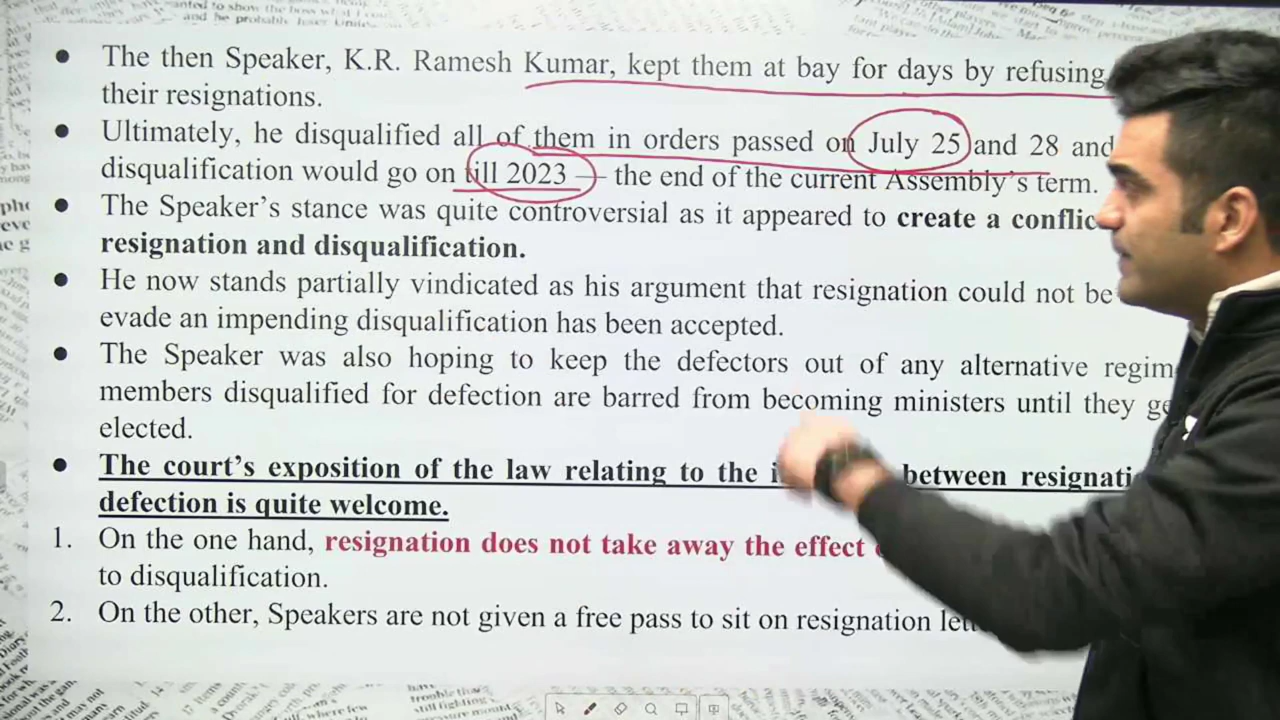 ● The then Speaker, K.R. Ramesh Kumar, kept them at bay for days by refusing
their resignations.
● Ultimately, he disqualified all of them in orders passed on July 25 and 28 and
disqualification would go on till 2023 — the end of the current Assembly's term.
● The Speaker's stance was quite controversial as it appeared to create a
resignation and disqualification.
● He now stands partially vindicated as his argument that resignation could not be
evade an impending disqualification has been accepted.
● The Speaker was also hoping to keep the defectors out of any alternative
members disqualified for defection are barred from becoming ministers until they
elected.
● The court's exposition of the law relating to the between
defection is quite welcome.
1. On the one hand, resignation does not take away the effect
to disqualification.
2. On the other, Speakers are not given a free pass to sit on resignation